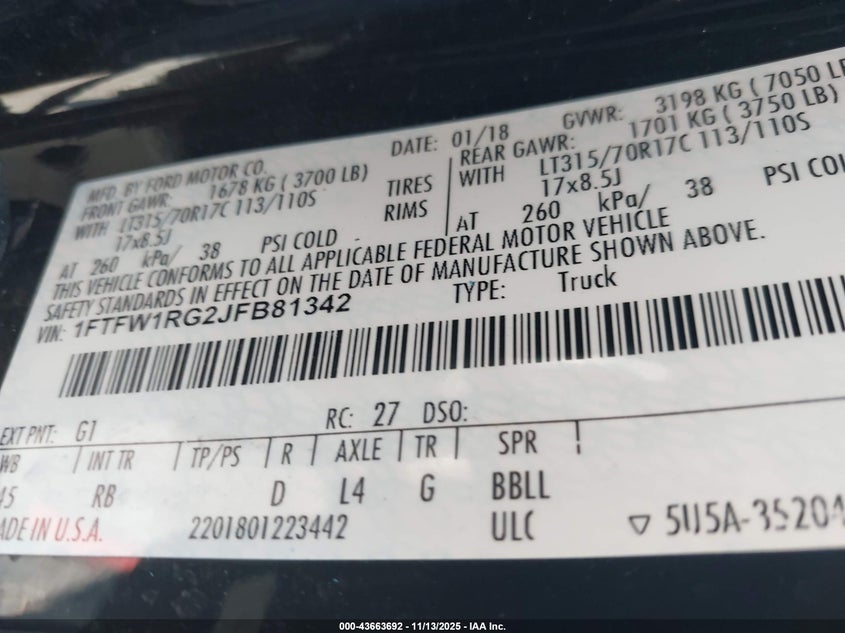 MFD. BY FORD MOTOR CO. DATE: 01/18 GVWR: 3198 KG ( 7050 LB
FRONT GAWR: 1678 KG ( 3700 LB) REAR GAWR: 1701 KG ( 3750 LB)
WITH LT315/70R17C 113/110S TIRES WITH LT315/70R17C 113/110S
17x8.5J RIMS 17x8.5J
AT 260 kPa/ 38 PSI COLD AT 260 kPa/ 38 PSI COL
THIS VEHICLE CONFORMS TO ALL APPLICABLE FEDERAL MOTOR VEHICLE
SAFETY STANDARDS IN EFFECT ON THE DATE OF MANUFACTURE SHOWN ABOVE.
VIN: 1FTFW1RG2JFB81342 TYPE: Truck
EXT PNT: G1 RC: 27 DSO:
WB INT TR TP/PS R AXLE TR SPR
45 RB D L4 G BBLL
ADE IN U.S.A. 2201801223442 ULC 5U5A-35204
000-43663692 - 11/13/2025 - IAA Inc.